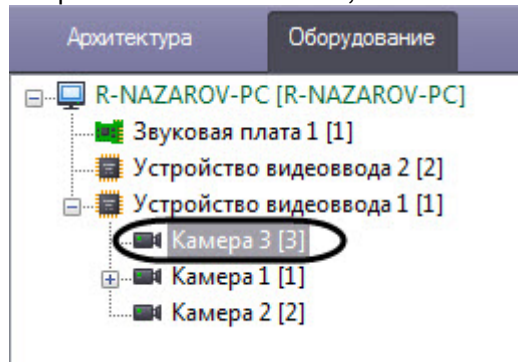 Архитектура Оборудование
R-NAZAROV-PC [R-NAZAROV-PC]
Звуковая плата 1 [1]
Устройство видеоввода 2 [2]
Устройство видеоввода 1 [1]
Камера 3 [3]
Камера 1 [1]
Камера 2 [2]